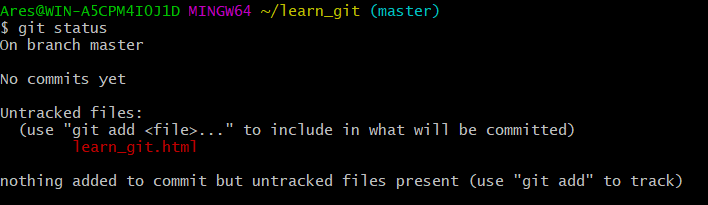 Ares@WIN-A5CPM4IOJ1D MINGW64 ~/learn_git (master)
$ git status
On branch master
No commits yet
Untracked files:
(use "git add <file>..." to include in what will be committed)
learn_git.html
nothing added to commit but untracked files present (use "git add" to track)